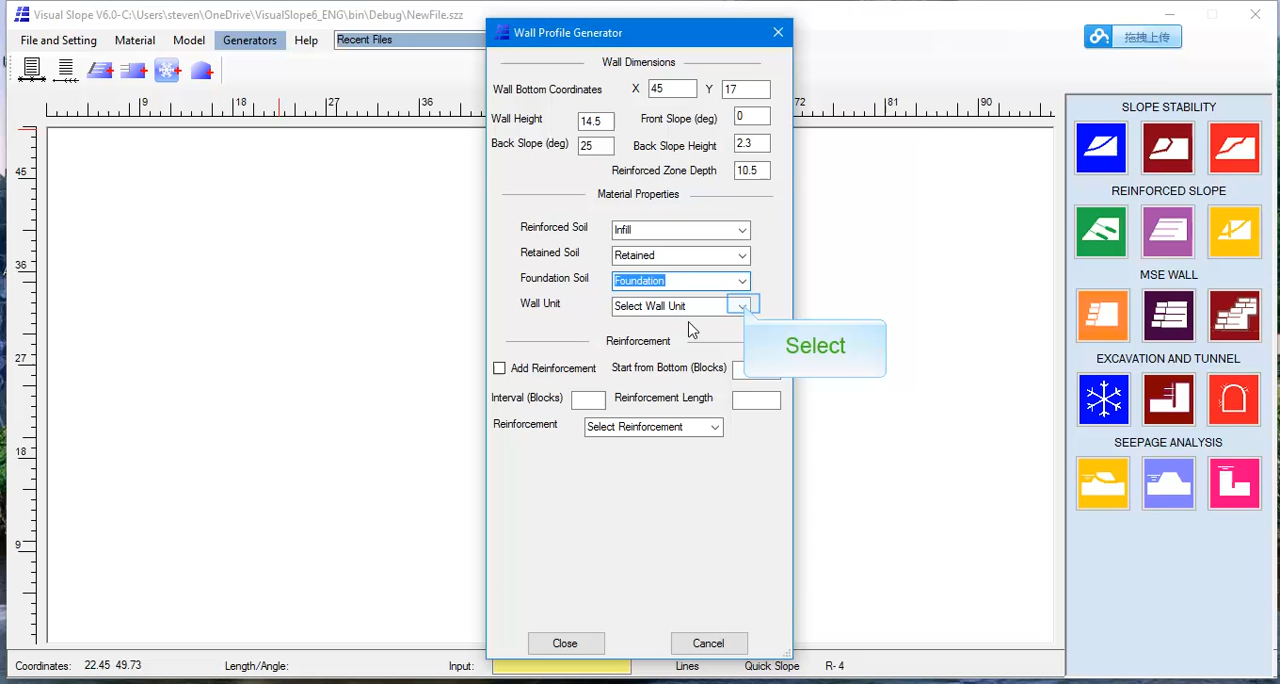 Visual Slope V6.0-C:\Users\steven\OneDrive\VisualSlope6_ENG\bin\Debug\NewFile.szz
File and Setting Material Model Generators Help Recent Files
拖拽上传
9 18 27 36 72 81 90
45
36
27
18
9
Wall Profile Generator
Wall Dimensions
Wall Bottom Coordinates X 45 Y 17
Wall Height 14.5 Front Slope (deg) 0
Back Slope (deg) 25 Back Slope Height 2.3
Reinforced Zone Depth 10.5
Material Properties
Reinforced Soil Infill
Retained Soil Retained
Foundation Soil Foundation
Wall Unit Select Wall Unit
Select
Reinforcement
Add Reinforcement Start from Bottom (Blocks)
Interval (Blocks) Reinforcement Length
Reinforcement Select Reinforcement
Close Cancel
SLOPE STABILITY
REINFORCED SLOPE
MSE WALL
EXCAVATION AND TUNNEL
SEEPAGE ANALYSIS
Coordinates: 22.45 49.73 Length/Angle: Input: Lines Quick Slope R- 4